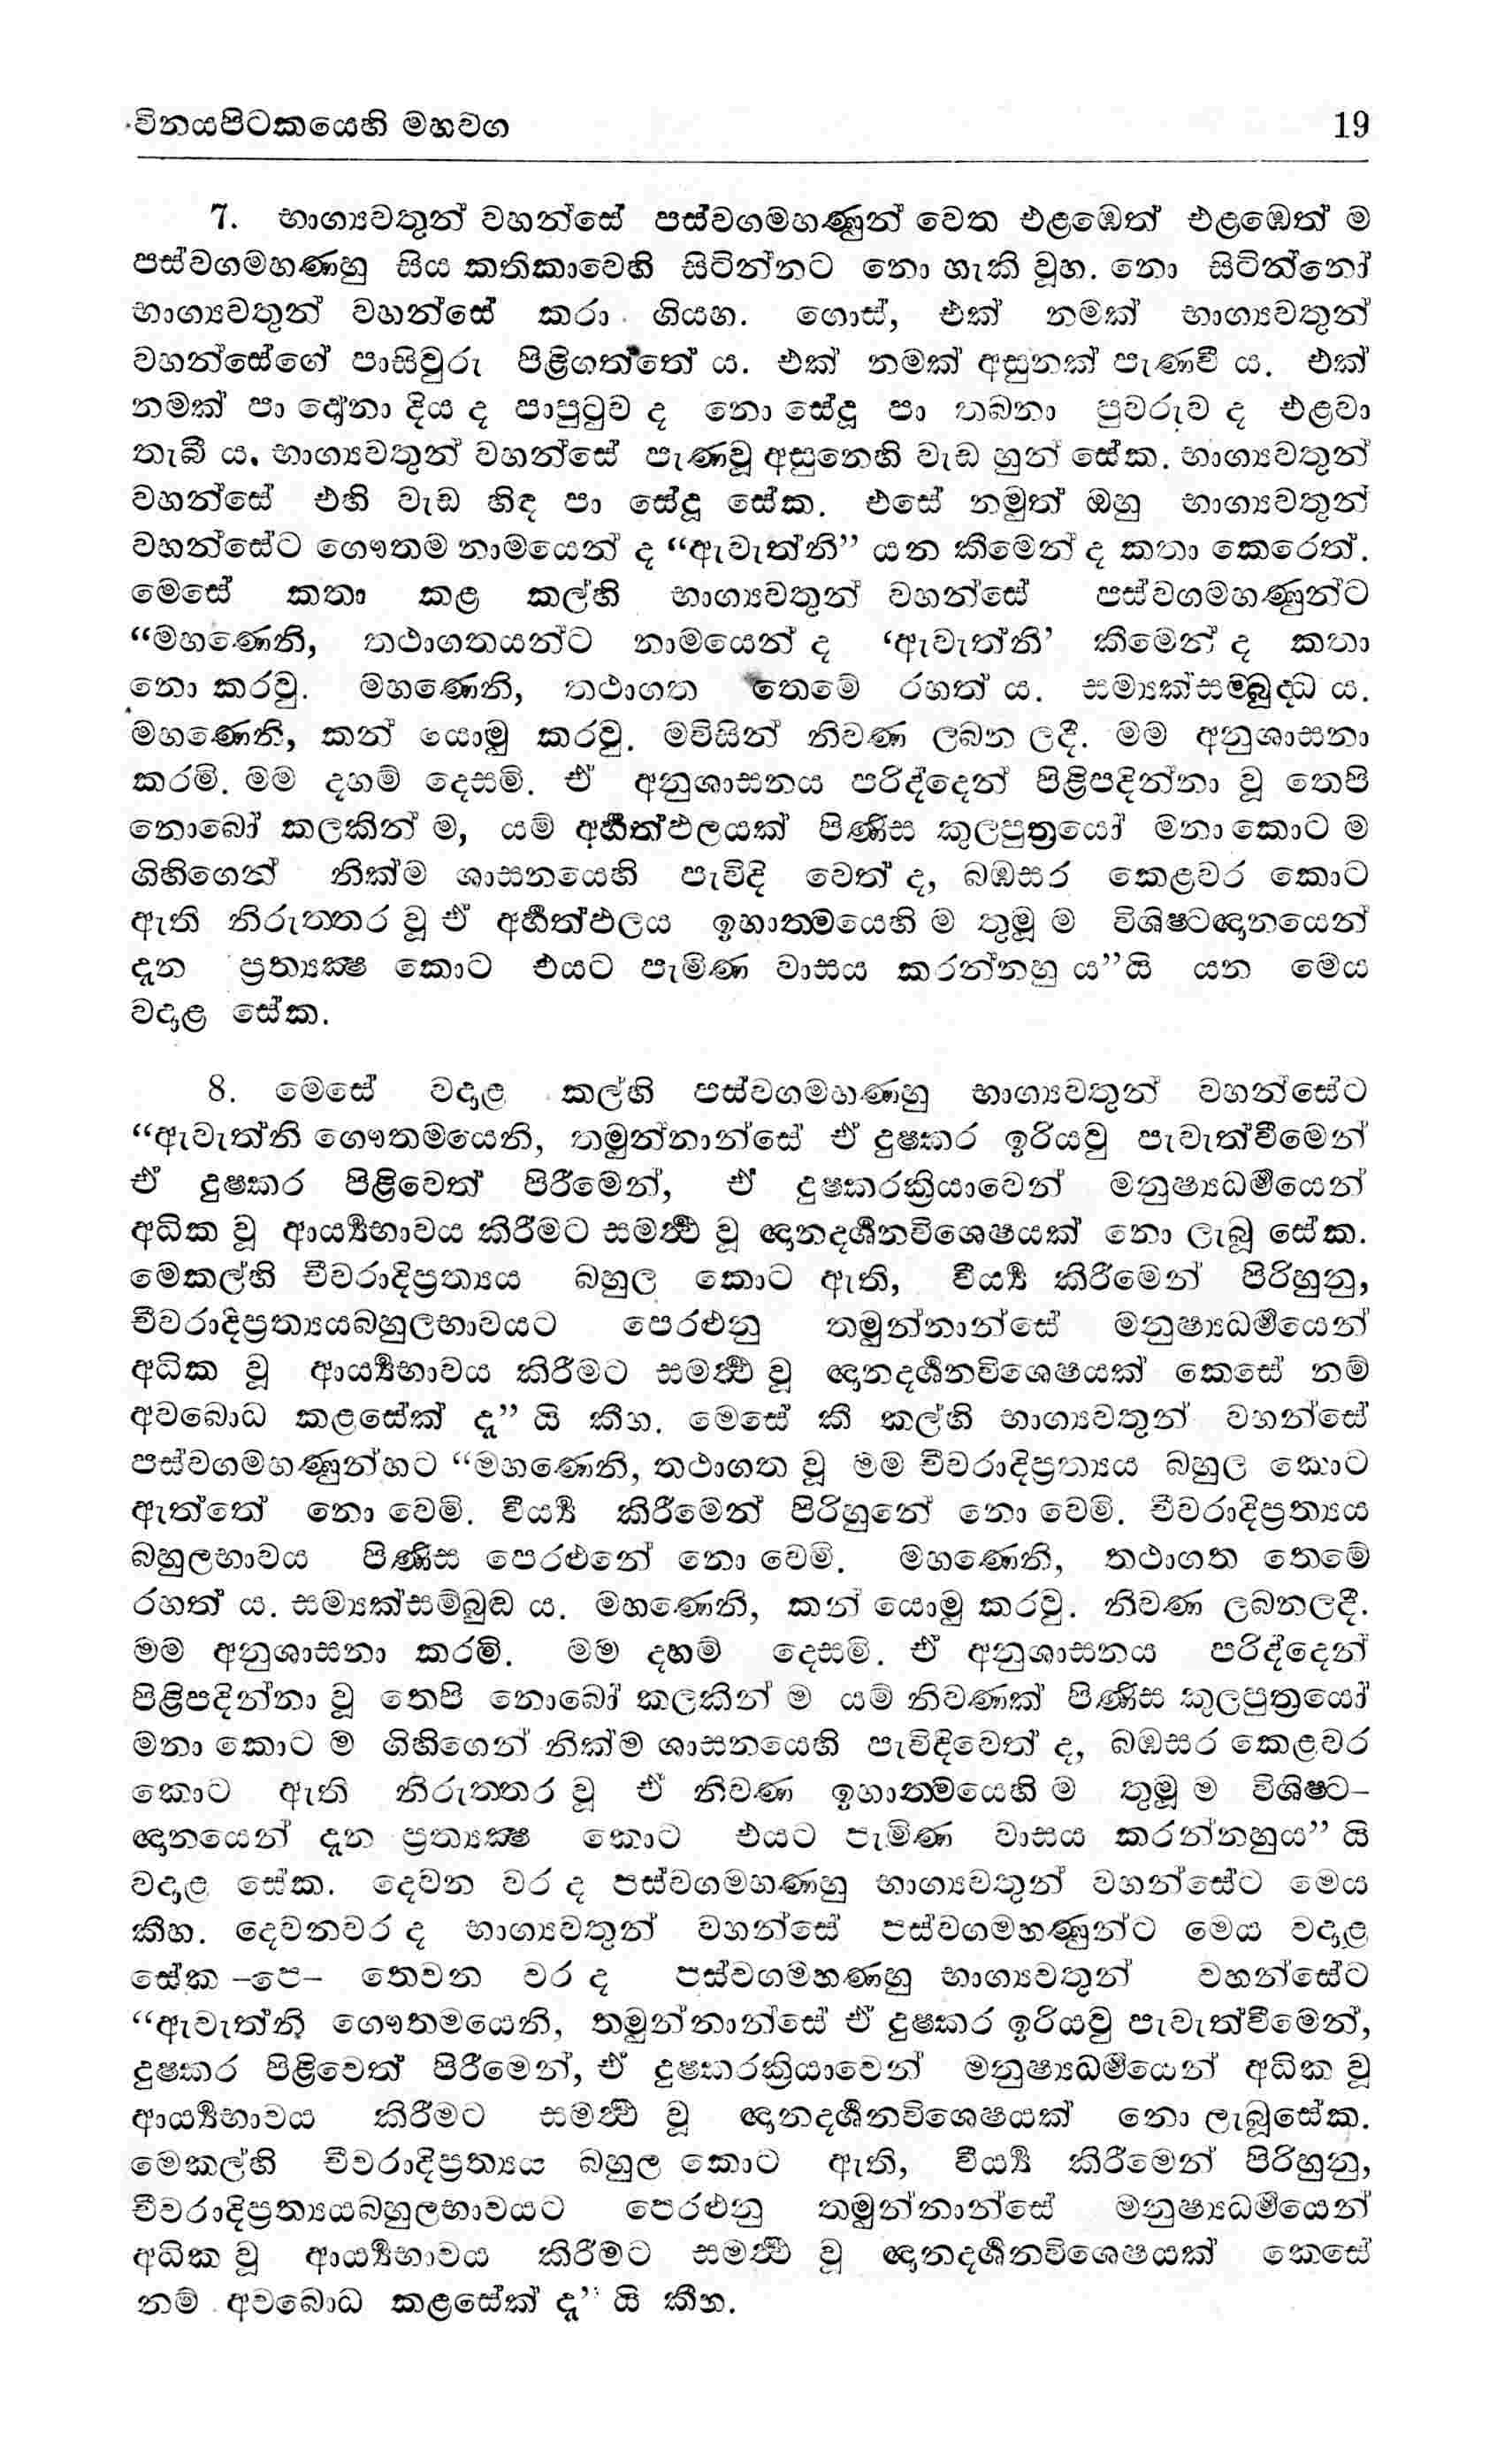 විනයපිටකයෙහි මහවග 19
7. භාග්‍යවතුන් වහන්සේ පස්වගමහණුන් වෙත එළඹෙත් එළඹෙත් ම
පස්වගමහණහු සිය කතිකාවෙහි සිටින්නට නො හැකි වූහ. නො සිටින්නෝ
භාග්‍යවතුන් වහන්සේ කරා ගියහ. ගොස්, එක් නමක් භාග්‍යවතුන්
වහන්සේගේ පාසිවුරු පිළිගත්තේ ය. එක් නමක් අසුනක් පැණවී ය. එක්
නමක් පා දෝනා දිය ද පාපුටුව ද නො සේදූ පා තබනා පුවරුව ද එළවා
තැබී ය. භාග්‍යවතුන් වහන්සේ පැණවූ අසුනෙහි වැඩ හුන් සේක. භාග්‍යවතුන්
වහන්සේ එහි වැඩ හිඳ පා සේදූ සේක. එසේ නමුත් ඔහු භාග්‍යවතුන්
වහන්සේට ගෞතම නාමයෙන් ද “ඇවැත්නි” යන කීමෙන් ද කතා කෙරෙත්.
මෙසේ කතා කළ කල්හි භාග්‍යවතුන් වහන්සේ පස්වගමහණුන්ට
“මහණෙනි, තථාගතයන්ට නාමයෙන් ද ‘ඇවැත්නි’ කීමෙන් ද කතා
නො කරවු. මහණෙනි, තථාගත තෙමේ රහත් ය. සම්‍යක්සම්බුද්ධ ය.
මහණෙනි, කන් යොමු කරවු. මවිසින් නිවණ ලබන ලදී. මම අනුශාසනා
කරමි. මම දහම් දෙසමි. ඒ අනුශාසනය පරිද්දෙන් පිළිපදින්නා වූ තෙපි
නොබෝ කලකින් ම, යම් අර්හත්ඵලයක් පිණිස කුලපුත්‍රයෝ මනා කොට ම
ගිහිගෙන් නික්ම ශාසනයෙහි පැවිදි වෙත් ද, බඹසර කෙළවර කොට
ඇති නිරුත්තර වූ ඒ අර්හත්ඵලය ඉහාත්මයෙහි ම තුමූ ම විශිෂ්ටඥානයෙන්
දැන ප්‍රත්‍යක්‍ෂ කොට එයට පැමිණ වාසය කරන්නහු ය”යි යන මෙය
වදාළ සේක.
8. මෙසේ වදාළ කල්හි පස්වගමහණහු භාග්‍යවතුන් වහන්සේට
“ඇවැත්නි ගෞතමයෙනි, තමුන්නාන්සේ ඒ දුෂ්කර ඉරියවු පැවැත්වීමෙන්
ඒ දුෂ්කර පිළිවෙත් පිරීමෙන්, ඒ දුෂ්කරක්‍රියාවෙන් මනුෂ්‍යධර්මයෙන්
අධික වූ ආර්‍ය්‍යභාවය කිරීමට සමර්ථ වූ ඥානදර්ශනවිශෙෂයක් නො ලැබූ සේක.
මෙකල්හි චීවරාදිප්‍රත්‍යය බහුල කොට ඇති, වීර්‍ය්‍ය කිරීමෙන් පිරිහුනු,
චීවරාදිප්‍රත්‍යයබහුලභාවයට පෙරළුනු තමුන්නාන්සේ මනුෂ්‍යධර්මයෙන්
අධික වූ ආර්‍ය්‍යභාවය කිරීමට සමර්ථ වූ ඥානදර්ශනවිශෙෂයක් කෙසේ නම්
අවබොධ කළසේක් දැ” යි කීහ. මෙසේ කී කල්හි භාග්‍යවතුන් වහන්සේ
පස්වගමහණුන්හට “මහණෙනි, තථාගත වූ මම චීවරාදිප්‍රත්‍යය බහුල කොට
ඇත්තේ නො වෙමි. වීර්‍ය්‍ය කිරීමෙන් පිරිහුනේ නො වෙමි. චීවරාදිප්‍රත්‍යය
බහුලභාවය පිණිස පෙරළුනේ නො වෙමි. මහණෙනි, තථාගත තෙමේ
රහත් ය. සම්‍යක්සම්බුද්ධ ය. මහණෙනි, කන් යොමු කරවු. නිවණ ලබනලදී.
මම අනුශාසනා කරමි. මම දහම් දෙසමි. ඒ අනුශාසනය පරිද්දෙන්
පිළිපදින්නා වූ තෙපි නොබෝ කලකින් ම යම් නිවණක් පිණිස කුලපුත්‍රයෝ
මනා කොට ම ගිහිගෙන් නික්ම ශාසනයෙහි පැවිදිවෙත් ද, බඹසර කෙළවර
කොට ඇති නිරුත්තර වූ ඒ නිවණ ඉහාත්මයෙහි ම තුමූ ම විශිෂ්ට-
ඥානයෙන් දැන ප්‍රත්‍යක්‍ෂ කොට එයට පැමිණ වාසය කරන්නහුය” යි
වදාළ සේක. දෙවන වර ද පස්වගමහණහු භාග්‍යවතුන් වහන්සේට මෙය
කීහ. දෙවනවර ද භාග්‍යවතුන් වහන්සේ පස්වගමහණුන්ට මෙය වදාළ
සේක –පෙ– තෙවන වර ද පස්වගමහණහු භාග්‍යවතුන් වහන්සේට
“ඇවැත්නි ගෞතමයෙනි, තමුන්නාන්සේ ඒ දුෂ්කර ඉරියවු පැවැත්වීමෙන්,
දුෂ්කර පිළිවෙත් පිරීමෙන්, ඒ දුෂ්කරක්‍රියාවෙන් මනුෂ්‍යධර්මයෙන් අධික වූ
ආර්‍ය්‍යභාවය කිරීමට සමර්ථ වූ ඥානදර්ශනවිශෙෂයක් නො ලැබූසේක.
මෙකල්හි චීවරාදිප්‍රත්‍යය බහුල කොට ඇති, වීර්‍ය්‍ය කිරීමෙන් පිරිහුනු,
චීවරාදිප්‍රත්‍යයබහුලභාවයට පෙරළුනු තමුන්නාන්සේ මනුෂ්‍යධර්මයෙන්
අධික වූ ආර්‍ය්‍යභාවය කිරීමට සමර්ථ වූ ඥානදර්ශනවිශෙෂයක් කෙසේ
නම් අවබොධ කළසේක් දැ” යි කීහ.